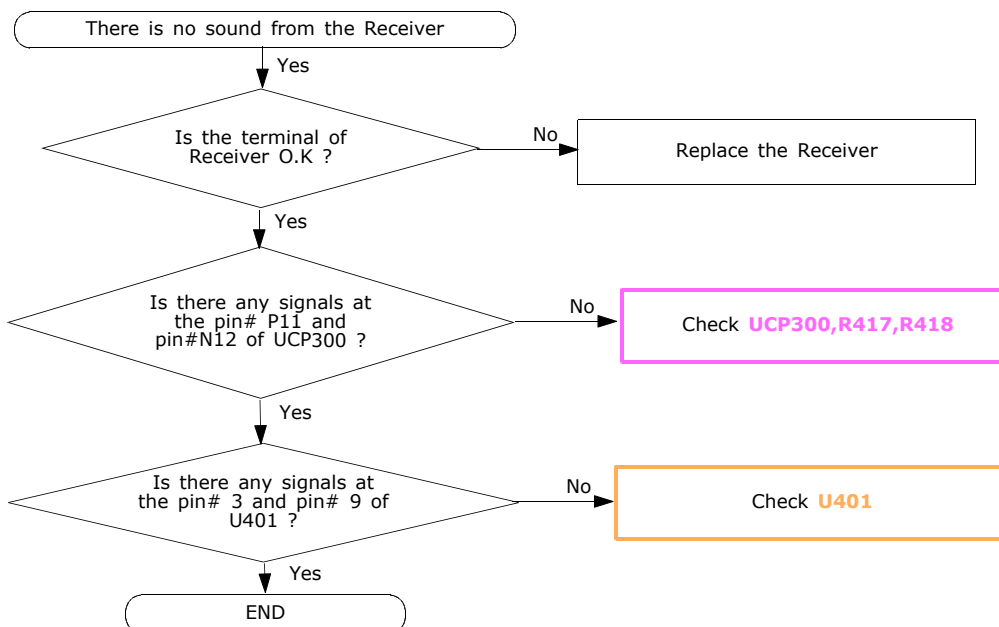 There is no sound from the Receiver
Yes
Is the terminal of
Receiver O.K ?
No
Replace the Receiver
Yes
Is there any signals at
the pin# P11 and
pin#N12 of UCP300 ?
No
Check UCP300,R417,R418
Yes
Is there any signals at
the pin# 3 and pin# 9 of
U401 ?
No
Check U401
Yes
END